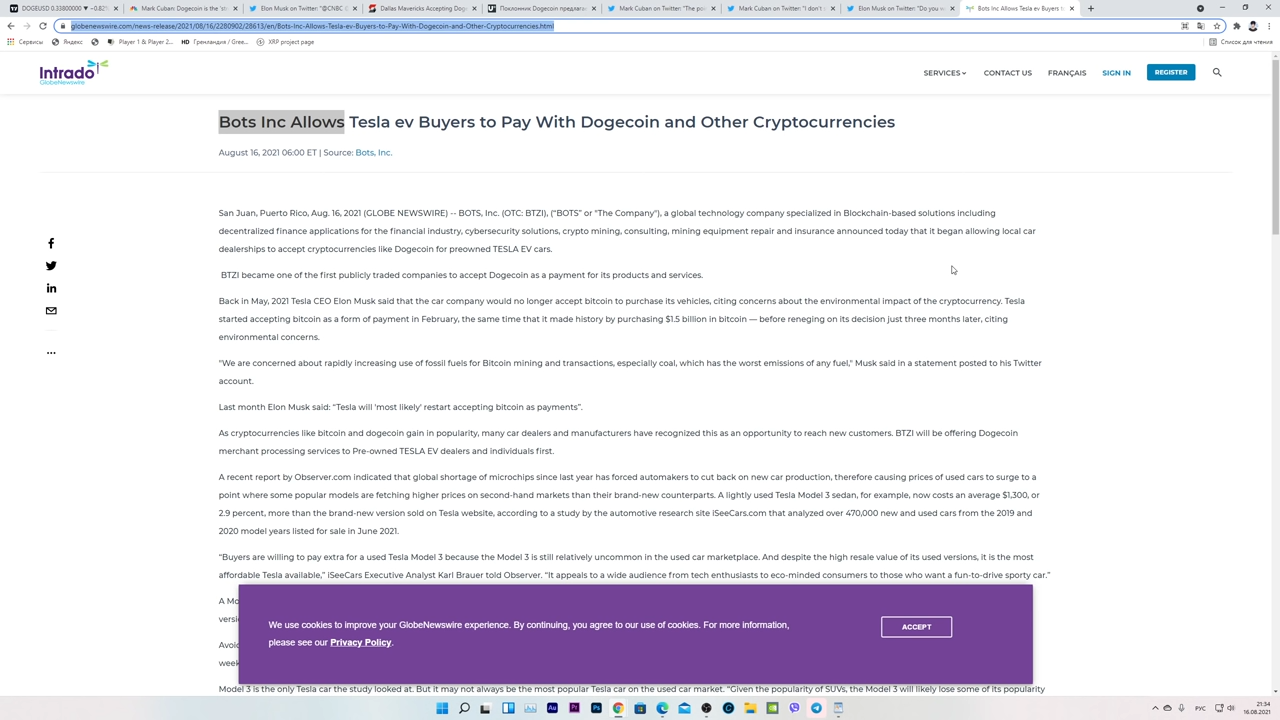 DOGEUSD 0.33800000 ▼ −0.82%
Mark Cuban: Dogecoin is the 'str
Elon Musk on Twitter: "@CNBC @
Dallas Mavericks Accepting Doge
Поклонник Dogecoin предлагае
Mark Cuban on Twitter: "The poi
Mark Cuban on Twitter: "I don't
Elon Musk on Twitter: "Do you w
Bots Inc Allows Tesla ev Buyers t
globenewswire.com/news-release/2021/08/16/2280902/28613/en/Bots-Inc-Allows-Tesla-ev-Buyers-to-Pay-With-Dogecoin-and-Other-Cryptocurrencies.html
Сервисы Яндекс Player 1 & Player 2... HD Гренландия / Gree... XRP project page Список для чтения
Intrado
GlobeNewswire
SERVICES CONTACT US FRANÇAIS SIGN IN REGISTER
Bots Inc Allows Tesla ev Buyers to Pay With Dogecoin and Other Cryptocurrencies
August 16, 2021 06:00 ET | Source: Bots, Inc.
San Juan, Puerto Rico, Aug. 16, 2021 (GLOBE NEWSWIRE) -- BOTS, Inc. (OTC: BTZI), ("BOTS" or "The Company"), a global technology company specialized in Blockchain-based solutions including
decentralized finance applications for the financial industry, cybersecurity solutions, crypto mining, consulting, mining equipment repair and insurance announced today that it began allowing local car
dealerships to accept cryptocurrencies like Dogecoin for preowned TESLA EV cars.
BTZI became one of the first publicly traded companies to accept Dogecoin as a payment for its products and services.
Back in May, 2021 Tesla CEO Elon Musk said that the car company would no longer accept bitcoin to purchase its vehicles, citing concerns about the environmental impact of the cryptocurrency. Tesla
started accepting bitcoin as a form of payment in February, the same time that it made history by purchasing $1.5 billion in bitcoin — before reneging on its decision just three months later, citing
environmental concerns.
"We are concerned about rapidly increasing use of fossil fuels for Bitcoin mining and transactions, especially coal, which has the worst emissions of any fuel," Musk said in a statement posted to his Twitter
account.
Last month Elon Musk said: “Tesla will 'most likely' restart accepting bitcoin as payments”.
As cryptocurrencies like bitcoin and dogecoin gain in popularity, many car dealers and manufacturers have recognized this as an opportunity to reach new customers. BTZI will be offering Dogecoin
merchant processing services to Pre-owned TESLA EV dealers and individuals first.
A recent report by Observer.com indicated that global shortage of microchips since last year has forced automakers to cut back on new car production, therefore causing prices of used cars to surge to a
point where some popular models are fetching higher prices on second-hand markets than their brand-new counterparts. A lightly used Tesla Model 3 sedan, for example, now costs an average $1,300, or
2.9 percent, more than the brand-new version sold on Tesla website, according to a study by the automotive research site iSeeCars.com that analyzed over 470,000 new and used cars from the 2019 and
2020 model years listed for sale in June 2021.
“Buyers are willing to pay extra for a used Tesla Model 3 because the Model 3 is still relatively uncommon in the used car marketplace. And despite the high resale value of its used versions, it is the most
affordable Tesla available,” iSeeCars Executive Analyst Karl Brauer told Observer. “It appeals to a wide audience from tech enthusiasts to eco-minded consumers to those who want a fun-to-drive sporty car.”
A Mo
versi
Avoid
week
We use cookies to improve your GlobeNewswire experience. By continuing, you agree to our use of cookies. For more information,
please see our Privacy Policy.
ACCEPT
Model 3 is the only Tesla car the study looked at. But it may not always be the most popular Tesla car on the used car market. “Given the popularity of SUVs, the Model 3 will likely lose some of its popularity
РУС
21:34
16.08.2021